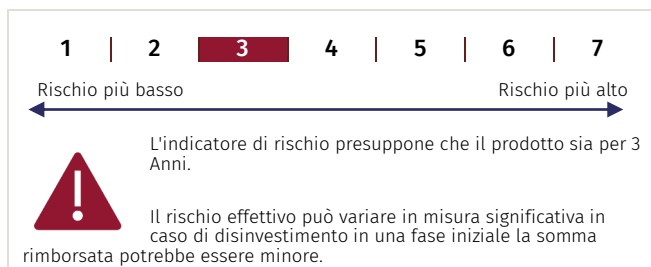 1 | 2 | 3 | 4 | 5 | 6 | 7
Rischio più basso Rischio più alto
L'indicatore di rischio presuppone che il prodotto sia per 3
Anni.
Il rischio effettivo può variare in misura significativa in
caso di disinvestimento in una fase iniziale la somma
rimborsata potrebbe essere minore.